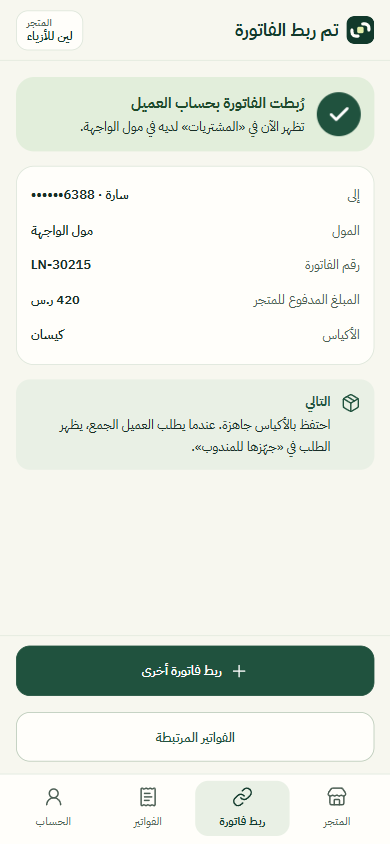 تم ربط الفاتورة
المتجر
لين للأزياء
رُبطت الفاتورة بحساب العميل
تظهر الآن في «المشتريات» لديه في مول الواجهة.
إلى
سارة · 6388••••••
المول
مول الواجهة
رقم الفاتورة
LN-30215
المبلغ المدفوع للمتجر
420 ر.س
الأكياس
كيسان
التالي
احتفظ بالأكياس جاهزة. عندما يطلب العميل الجمع، يظهر
الطلب في «جهّزها للمندوب».
ربط فاتورة أخرى
الفواتير المرتبطة
المتجر
ربط فاتورة
الفواتير
الحساب